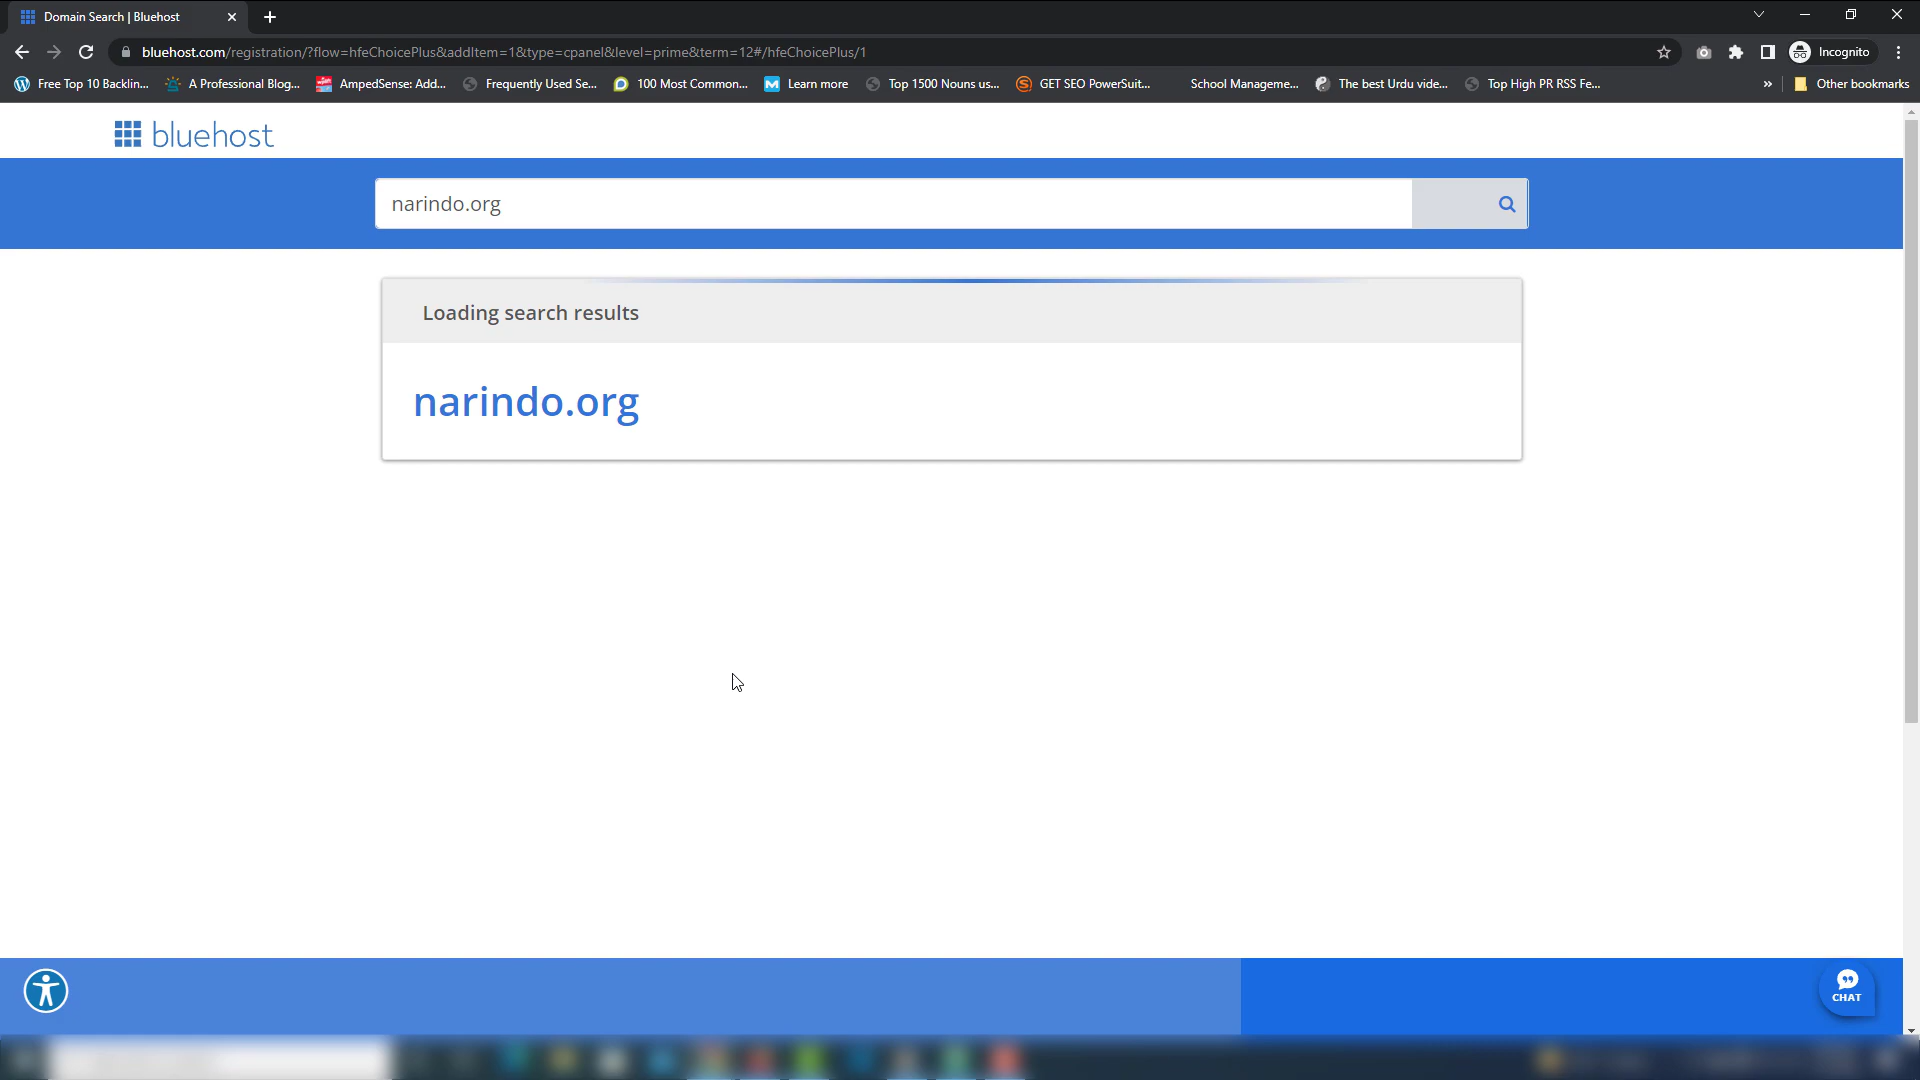 Domain Search | Bluehost
bluehost.com/registration/?flow=hfeChoicePlus&addItem=1&type=cpanel&level=prime&term=12#/hfeChoicePlus/1
Incognito
Free Top 10 Backlin...
A Professional Blog...
AmpedSense: Add...
Frequently Used Se...
100 Most Common...
Learn more
Top 1500 Nouns us...
GET SEO PowerSuit...
School Manageme...
The best Urdu vide...
Top High PR RSS Fe...
»
Other bookmarks
bluehost
narindo.org
Loading search results
narindo.org
CHAT